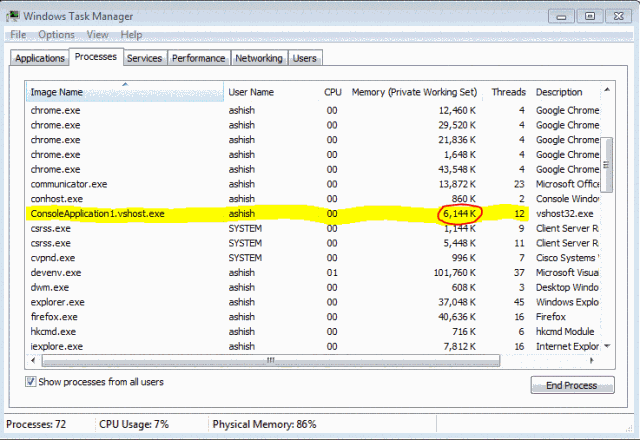 Windows Task Manager
File Options View Help
Applications Processes Services Performance Networking Users
Image Name User Name CPU Memory (Private Working Set) Threads Description
chrome.exe ashish 00 12,460 K 4 Google Chrome
chrome.exe ashish 00 29,520 K 4 Google Chrome
chrome.exe ashish 00 21,836 K 4 Google Chrome
chrome.exe ashish 00 1,648 K 4 Google Chrome
chrome.exe ashish 00 43,548 K 4 Google Chrome
communicator.exe ashish 00 13,872 K 23 Microsoft Offic
conhost.exe ashish 00 860 K 2 Console Window
ConsoleApplication1.vshost.exe ashish 00 6,144 K 12 vshost32.exe
csrss.exe SYSTEM 00 1,144 K 9 Client Server R
csrss.exe SYSTEM 00 5,448 K 11 Client Server R
cvpnd.exe SYSTEM 00 996 K 7 Cisco Systems
devenv.exe ashish 01 101,760 K 37 Microsoft Visua
dwm.exe ashish 00 608 K 3 Desktop Windo
explorer.exe ashish 00 37,048 K 45 Windows Explo
firefox.exe ashish 00 40,636 K 16 Firefox
hkcmd.exe ashish 00 716 K 6 hkcmd Module
iexplore.exe ashish 00 7,812 K 16 Internet Explor
Show processes from all users End Process
Processes: 72 CPU Usage: 7% Physical Memory: 86%